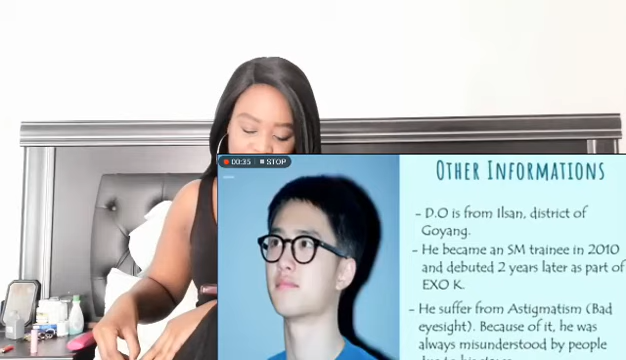 00:35 STOP
OTHER INFORMATIONS
- D.O is from Ilsan, district of
Goyang.
- He became an SM trainee in 2010
and debuted 2 years later as part of
EXO K.
- He suffer from Astigmatism (Bad
eyesight). Because of it, he was
always misunderstood by people